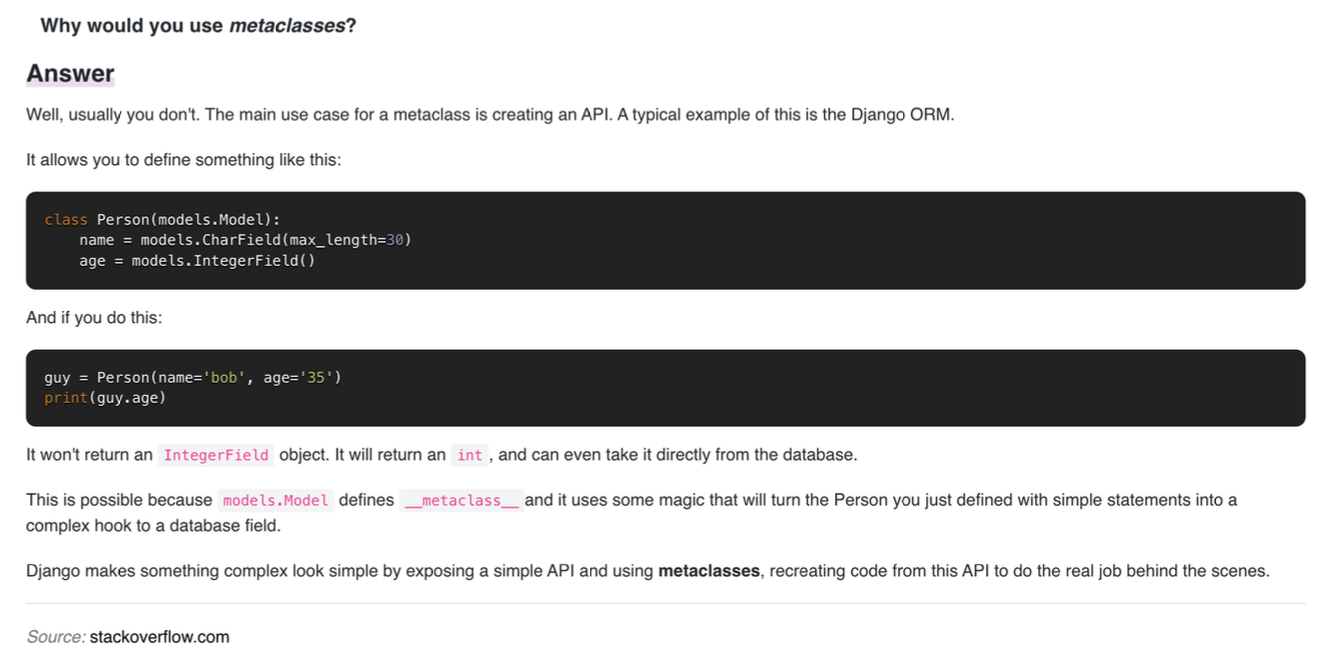 Why would you use metaclasses?
Answer
Well, usually you don't. The main use case for a metaclass is creating an API. A typical example of this is the Django ORM.
It allows you to define something like this:
class Person(models.Model):
    name = models.CharField(max_length=30)
    age = models.IntegerField()
And if you do this:
guy = Person(name='bob', age='35')
print(guy.age)
It won't return an IntegerField object. It will return an int , and can even take it directly from the database.
This is possible because models.Model defines __metaclass__ and it uses some magic that will turn the Person you just defined with simple statements into a
complex hook to a database field.
Django makes something complex look simple by exposing a simple API and using metaclasses, recreating code from this API to do the real job behind the scenes.
Source: stackoverflow.com